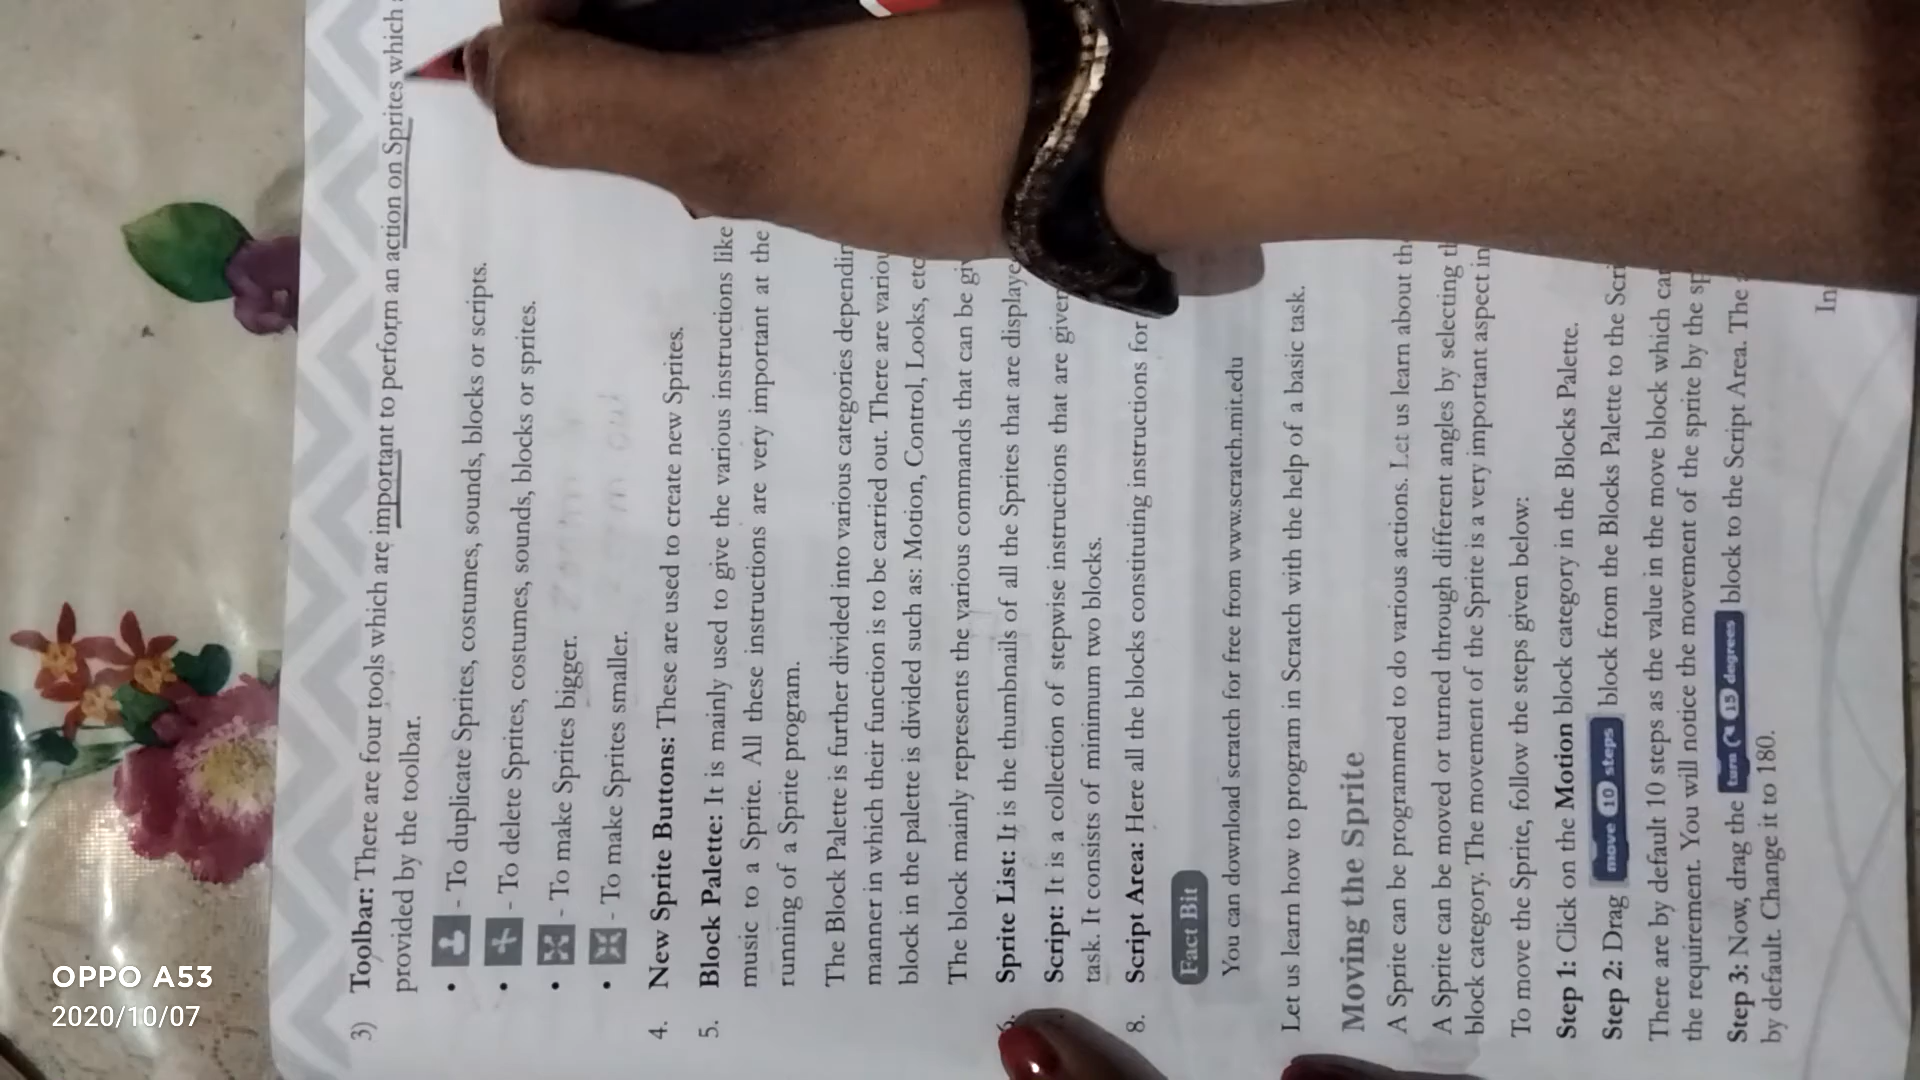 3) Toolbar: There are four tools which are important to perform an action on Sprites which
provided by the toolbar.
• - To duplicate Sprites, costumes, sounds, blocks or scripts.
• - To delete Sprites, costumes, sounds, blocks or sprites.
• - To make Sprites bigger.
• - To make Sprites smaller.
4. New Sprite Buttons: These are used to create new Sprites.
5. Block Palette: It is mainly used to give the various instructions like
music to a Sprite. All these instructions are very important at the
running of a Sprite program.
The Block Palette is further divided into various categories
manner in which their function is to be carried out. There are
block in the palette is divided such as: Motion, Control, Looks, etc
The block mainly represents the various commands that can be
6. Sprite List: It is the thumbnails of all the Sprites that are
Script: It is a collection of stepwise instructions that are given
task. It consists of minimum two blocks.
8. Script Area: Here all the blocks constituting instructions for
Fact Bit
You can download scratch for free from www.scratch.mit.edu
Let us learn how to program in Scratch with the help of a basic task.
Moving the Sprite
A Sprite can be programmed to do various actions. Let us learn about
A Sprite can be moved or turned through different angles by selecting
block category. The movement of the Sprite is a very important aspect in
To move the Sprite, follow the steps given below:
Step 1: Click on the Motion block category in the Blocks Palette.
Step 2: Drag move 10 steps block from the Blocks Palette to the
There are by default 10 steps as the value in the move block which
the requirement. You will notice the movement of the sprite by the
Step 3: Now, drag the turn 15 degrees block to the Script Area. The
by default. Change it to 180.
In
OPPO A53
2020/10/07